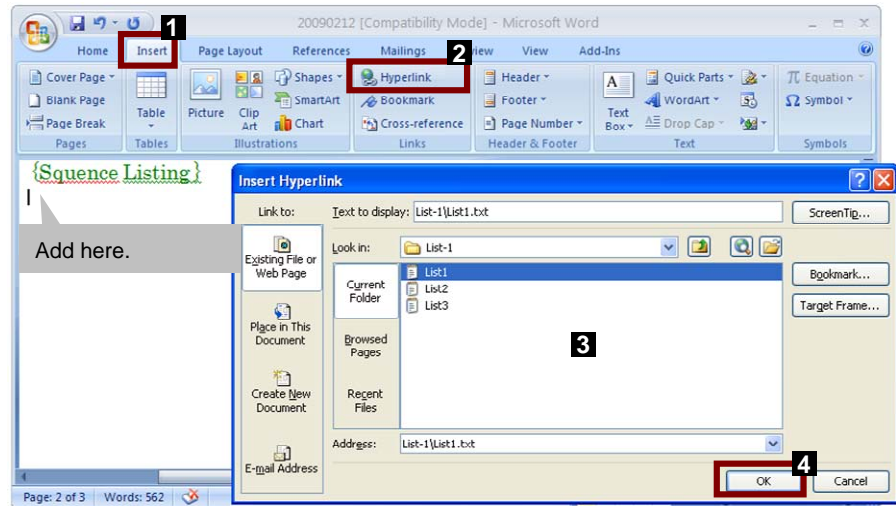 1
20090212 [Compatibility Mode] - Microsoft Word
Home Insert Page Layout References Mailings 2 view View Add-Ins
Cover Page
Blank Page
Page Break
Pages
Table
Tables
Picture
Clip Art
Shapes
SmartArt
Chart
Illustrations
Hyperlink
Bookmark
Cross-reference
Links
Header
Footer
Page Number
Header & Footer
A
Text Box
Quick Parts
WordArt
Drop Cap
Text
π Equation
Ω Symbol
Symbols
{Squence Listing}
Add here.
Insert Hyperlink
Link to:
Text to display: List-1\List1.txt
ScreenTip...
Existing File or Web Page
Place in This Document
Create New Document
E-mail Address
Look in: List-1
Current Folder
Browsed Pages
Recent Files
List1
List2
List3
3
Bookmark...
Target Frame...
Address: List-1\List1.txt
4
OK Cancel
Page: 2 of 3 Words: 562